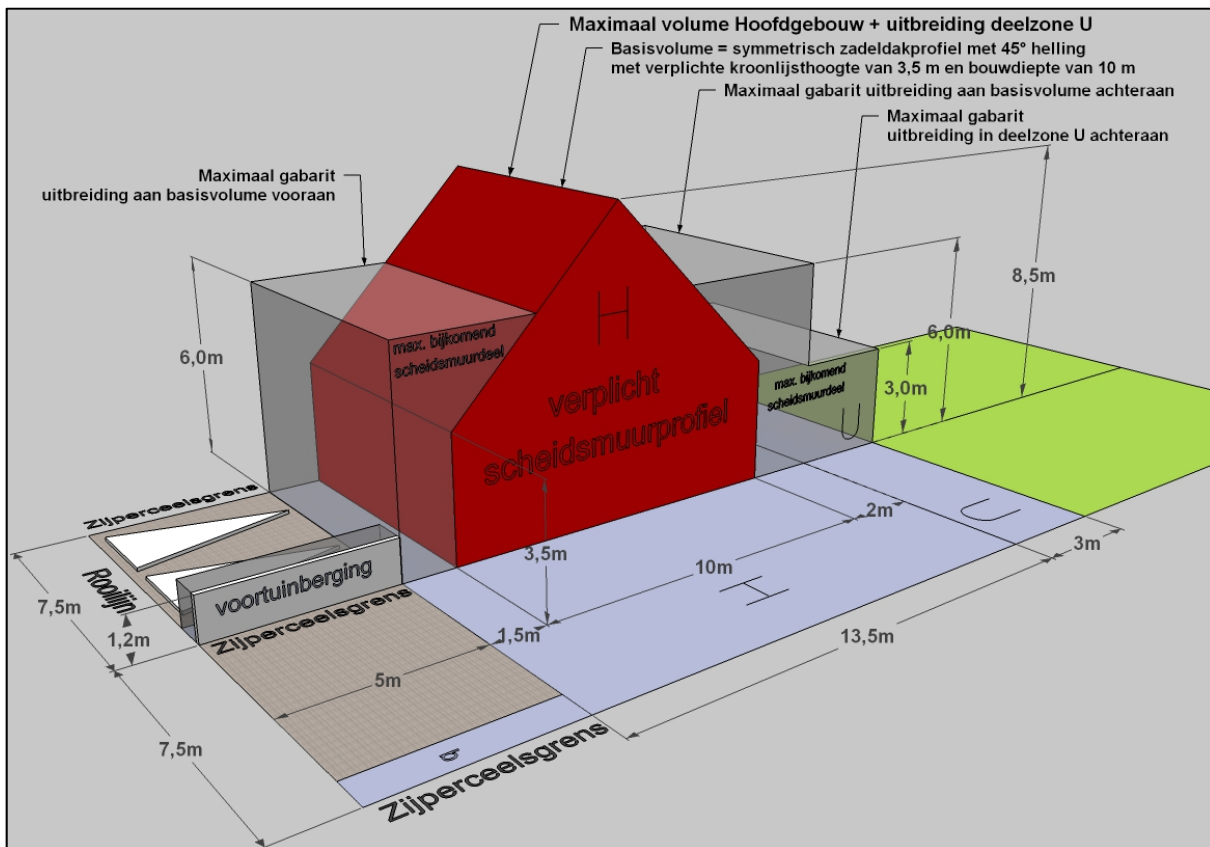 Maximaal volume Hoofdgebouw + uitbreiding deelzone U
Basisvolume = symmetrisch zadeldakprofiel met 45° helling
met verplichte kroonlijsthoogte van 3,5 m en bouwdiepte van 10 m
Maximaal gabarit uitbreiding aan basisvolume achteraan
Maximaal gabarit
uitbreiding in deelzone U achteraan
Maximaal gabarit
uitbreiding aan basisvolume vooraan
8,5m
6,0m
6,0m
3,0m
H
max. bijkomend
scheidsmuurdeel
max. bijkomend
scheidsmuurdeel
U
verplicht
scheidsmuurprofiel
Zijperceelsgrens
Rooilijn
voortuinberging
Zijperceelsgrens
3,5m
2m
U
3m
10m
H
13,5m
7,5m
1,2m
1,5m
5m
7,5m
Zijperceelsgrens